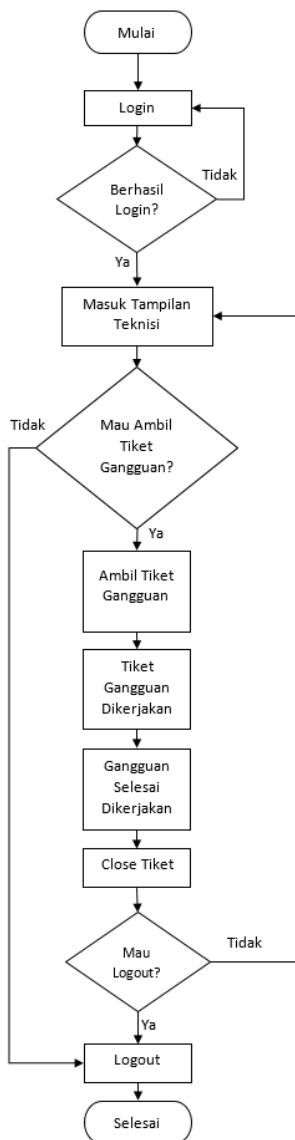 Mulai
Login
Tidak
Berhasil
Login?
Ya
Masuk Tampilan
Teknisi
Tidak
Mau Ambil
Tiket
Gangguan?
Ya
Ambil Tiket
Gangguan
Tiket
Gangguan
Dikerjakan
Gangguan
Selesai
Dikerjakan
Close Tiket
Mau
Logout?
Tidak
Ya
Logout
Selesai